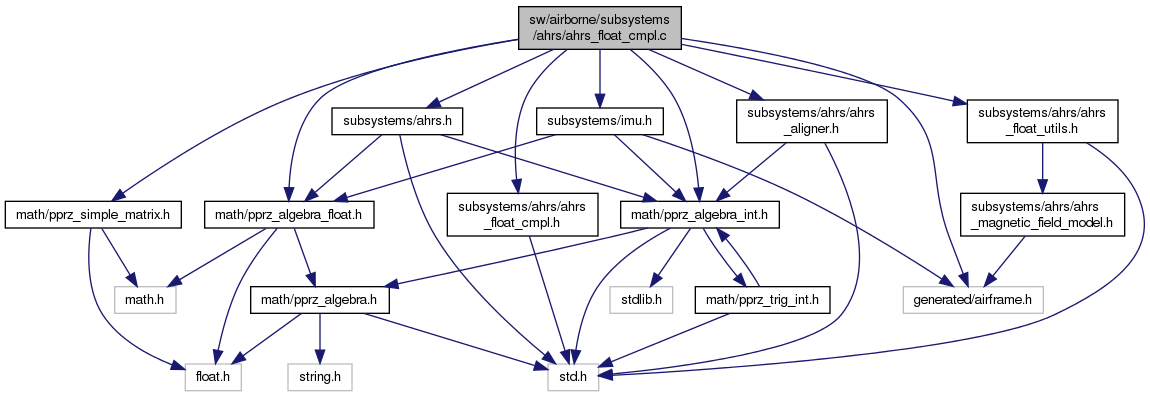 sw/airborne/subsystems
/ahrs/ahrs_float_cmpl.c
subsystems/ahrs.h
subsystems/imu.h
subsystems/ahrs/ahrs
_aligner.h
subsystems/ahrs/ahrs
_float_utils.h
math/pprz_simple_matrix.h
math/pprz_algebra_float.h
subsystems/ahrs/ahrs
_float_cmpl.h
math/pprz_algebra_int.h
subsystems/ahrs/ahrs
_magnetic_field_model.h
math.h
math/pprz_algebra.h
stdlib.h
math/pprz_trig_int.h
generated/airframe.h
float.h
string.h
std.h